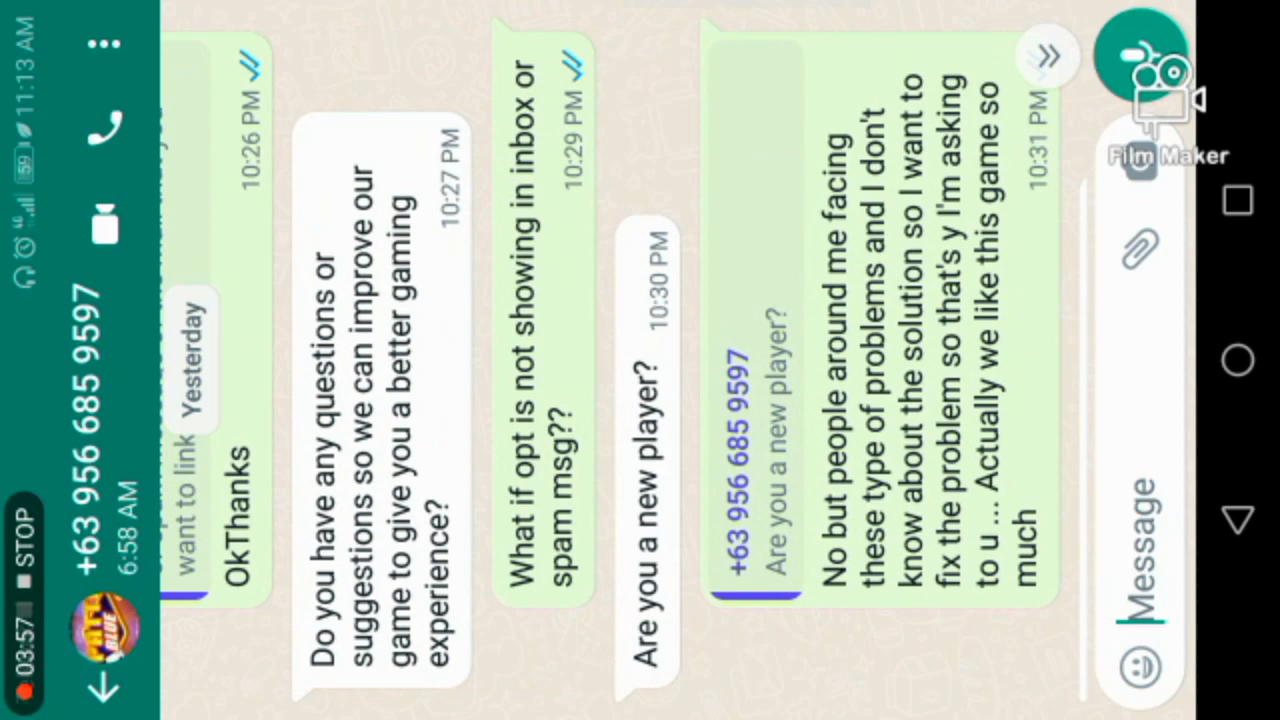 03:57 STOP 59 11:13 AM
+63 956 685 9597
6:58 AM
want to link
Yesterday
OkThanks
10:26 PM
Do you have any questions or
suggestions so we can improve our
game to give you a better gaming
experience?
10:27 PM
What if opt is not showing in inbox or
spam msg??
10:29 PM
Are you a new player?
10:30 PM
+63 956 685 9597
Are you a new player?
No but people around me facing
these type of problems and I don't
know about the solution so I want to
fix the problem so that's y I'm asking
to u ... Actually we like this game so
much
10:31 PM
Message
Film Maker